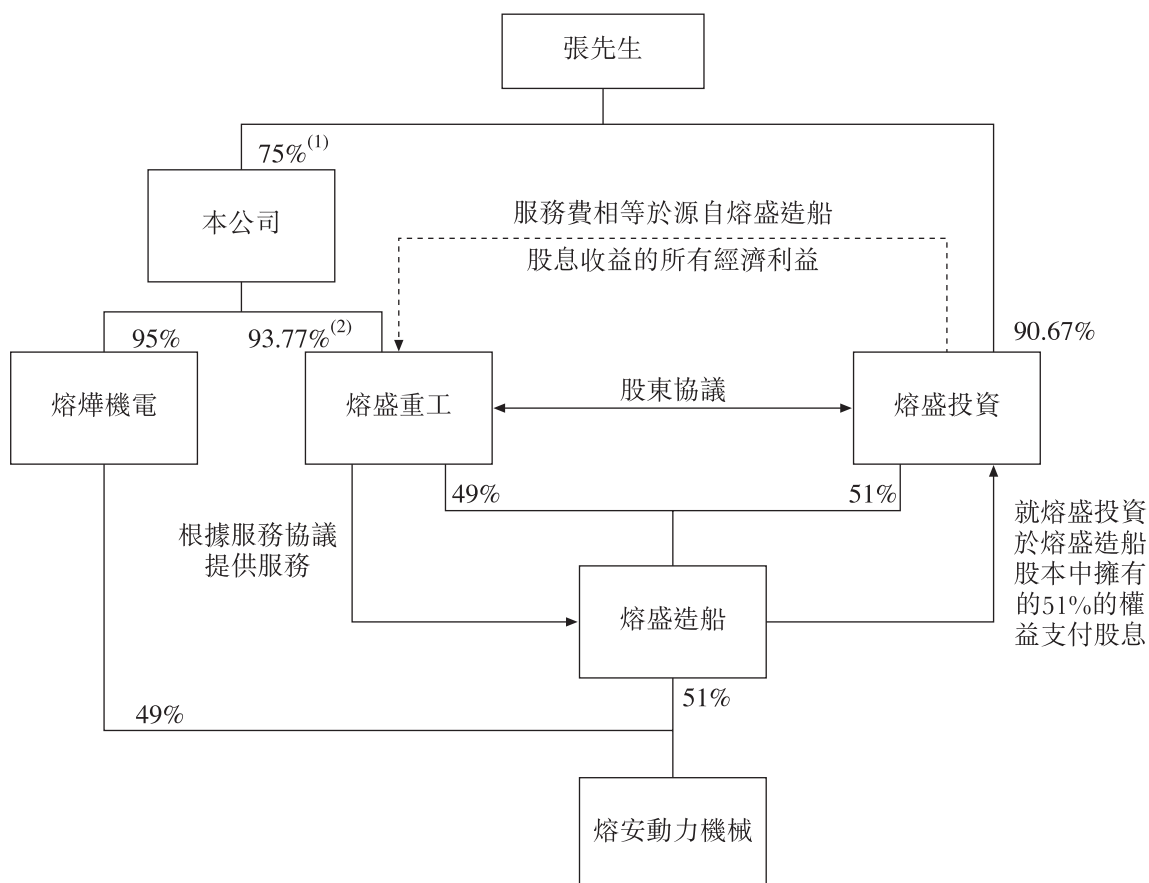 張先生
75%(1)
本公司
服務費相等於源自熔盛造船
股息收益的所有經濟利益
95%
93.77%(2)
90.67%
熔燁機電
熔盛重工
股東協議
熔盛投資
49%
51%
根據服務協議
提供服務
就熔盛投資
於熔盛造船
股本中擁有
的51%的權
益支付股息
熔盛造船
49%
51%
熔安動力機械